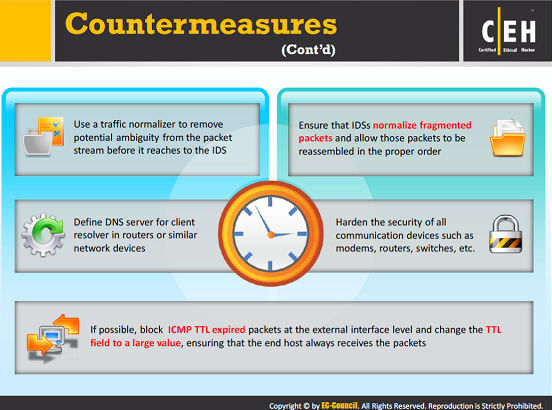 Countermeasures
(Cont'd)
C|EH
Certified Ethical Hacker
Use a traffic normalizer to remove
potential ambiguity from the packet
stream before it reaches to the IDS
Ensure that IDSs normalize fragmented
packets and allow those packets to be
reassembled in the proper order
Define DNS server for client
resolver in routers or similar
network devices
Harden the security of all
communication devices such as
modems, routers, switches, etc.
If possible, block ICMP TTL expired packets at the external interface level and change the TTL
field to a large value, ensuring that the end host always receives the packets
Copyright © by EC-Council. All Rights Reserved. Reproduction is Strictly Prohibited.